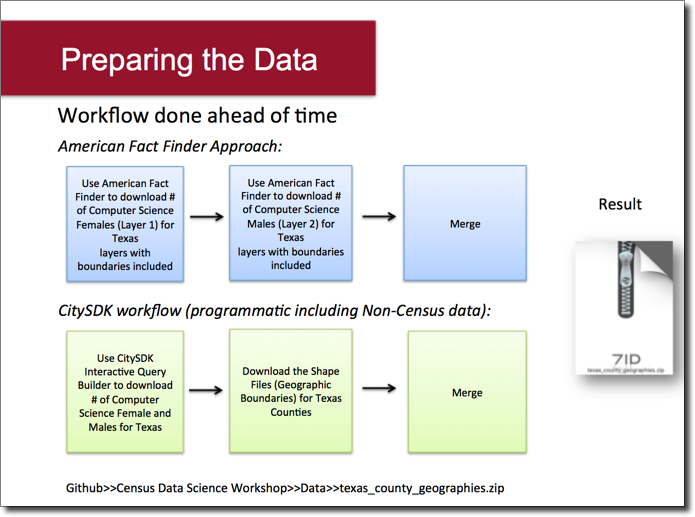 Preparing the Data
Workflow done ahead of time
American Fact Finder Approach:
Use American Fact
Finder to download #
of Computer Science
Females (Layer 1) for
Texas
layers with
boundaries included
Use American Fact
Finder to download #
of Computer Science
Males (Layer 2) for
Texas
layers with boundaries
included
Merge
Result
ZIP
texas_county_geographies.zip
CitySDK workflow (programmatic including Non-Census data):
Use CitySDK
Interactive Query
Builder to download
# of Computer
Science Female and
Males for Texas
Download the Shape
Files (Geographic
Boundaries) for Texas
Counties
Merge
Github>>Census Data Science Workshop>>Data>>texas_county_geographies.zip